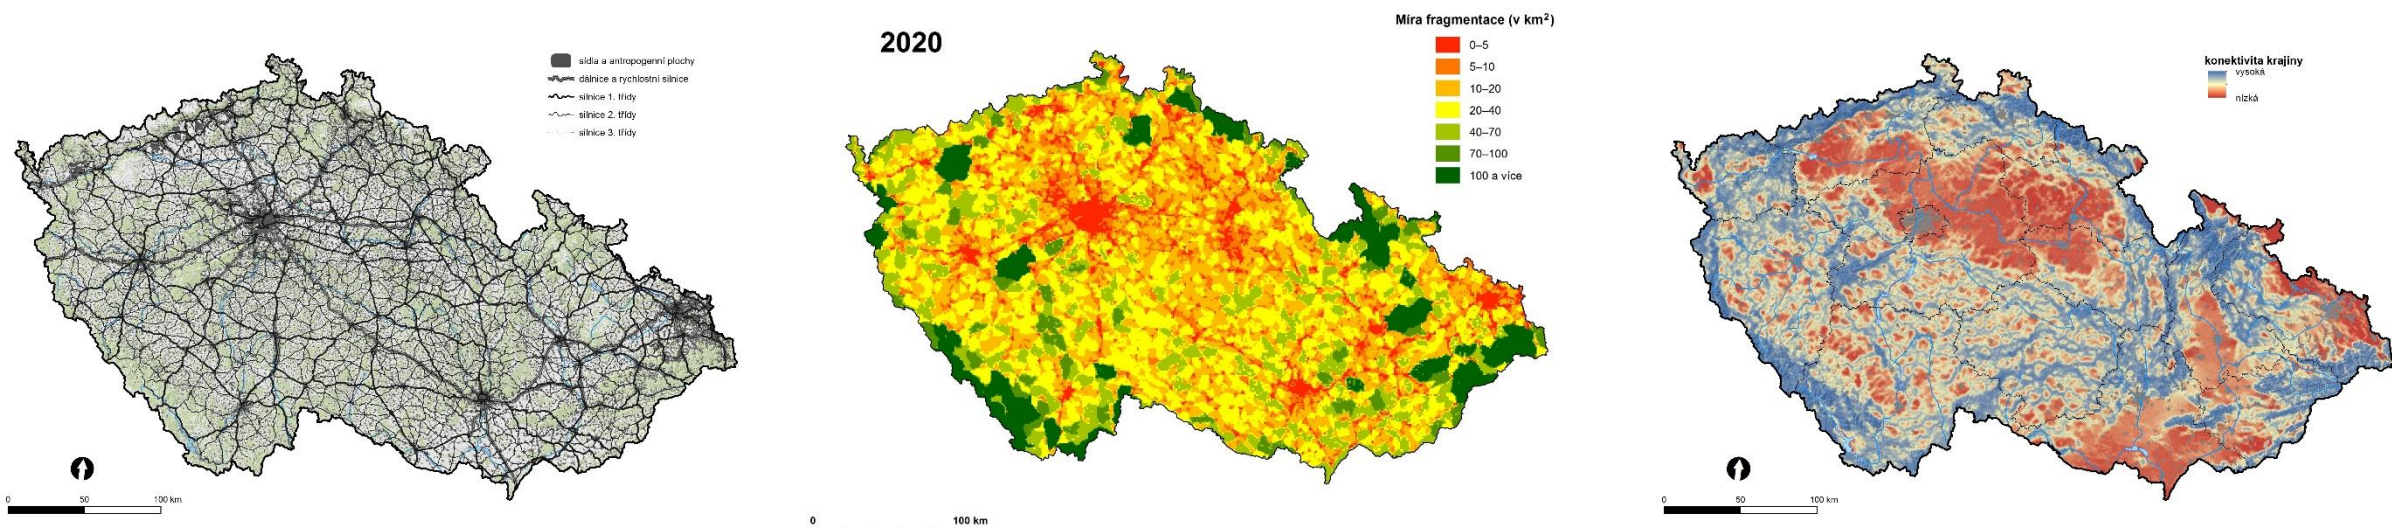 sídla a antropogenní plochy
dálnice a rychlostní silnice
silnice 1. třídy
silnice 2. třídy
silnice 3. třídy
0 50 100 km
2020
Míra fragmentace (v km²)
0–5
5–10
10–20
20–40
40–70
70–100
100 a více
0 100 km
konektivita krajiny
vysoká
nízká
0 50 100 km